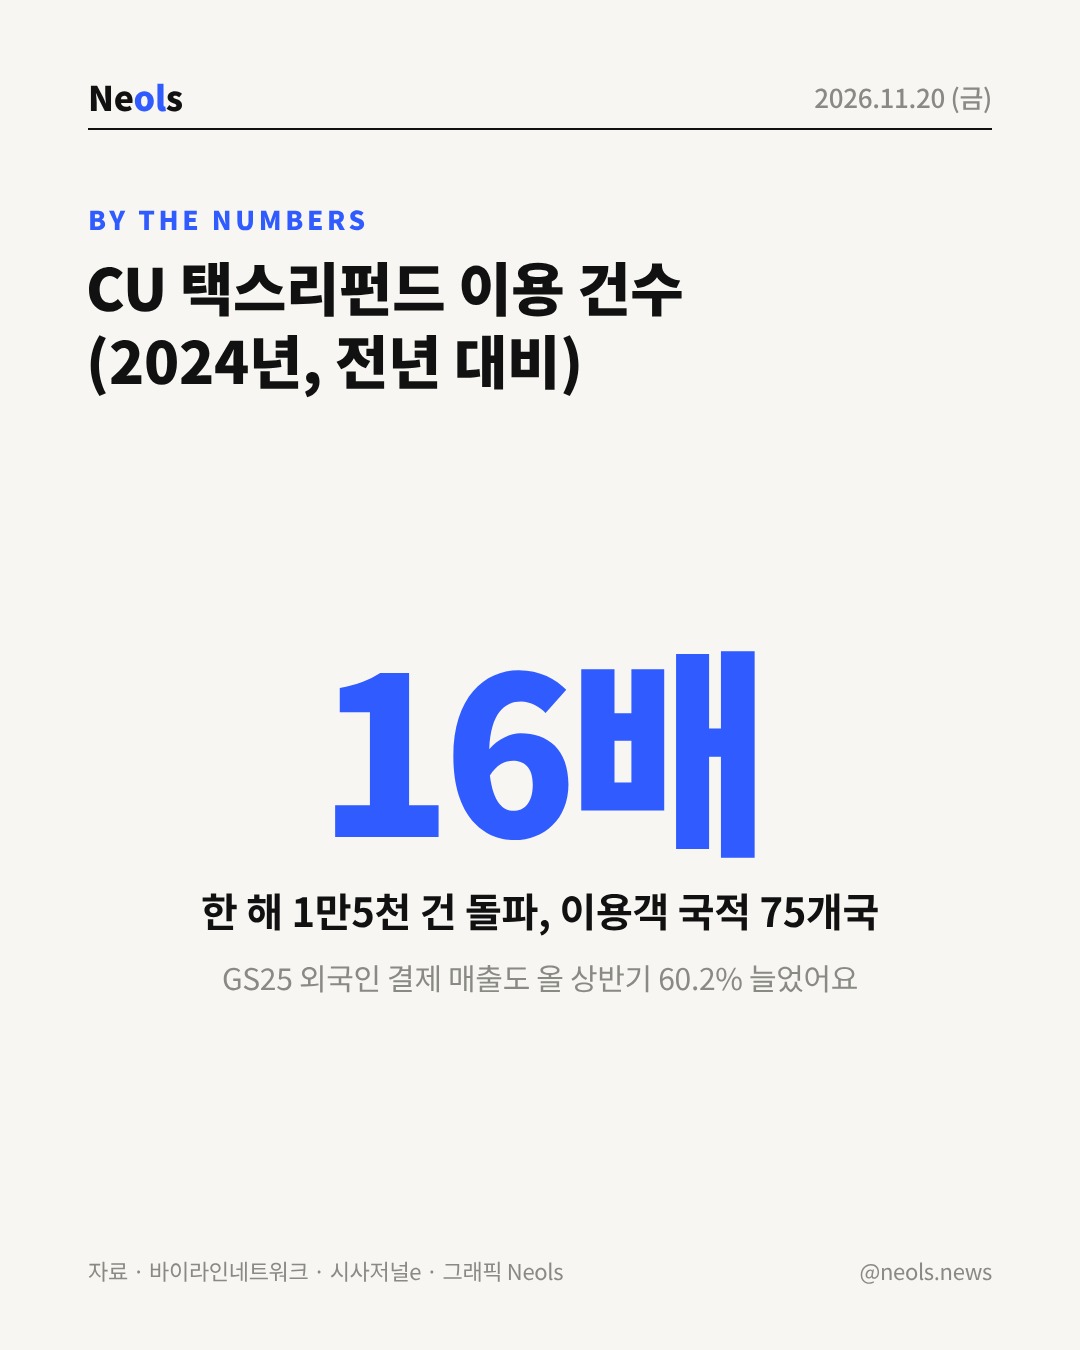 Neols
2026.11.20 (금)
BY THE NUMBERS
CU 택스리펀드 이용 건수
(2024년, 전년 대비)
16배
한 해 1만5천 건 돌파, 이용객 국적 75개국
GS25 외국인 결제 매출도 올 상반기 60.2% 늘었어요
자료 · 바이라인네트워크 · 시사저널e · 그래픽 Neols
@neols.news